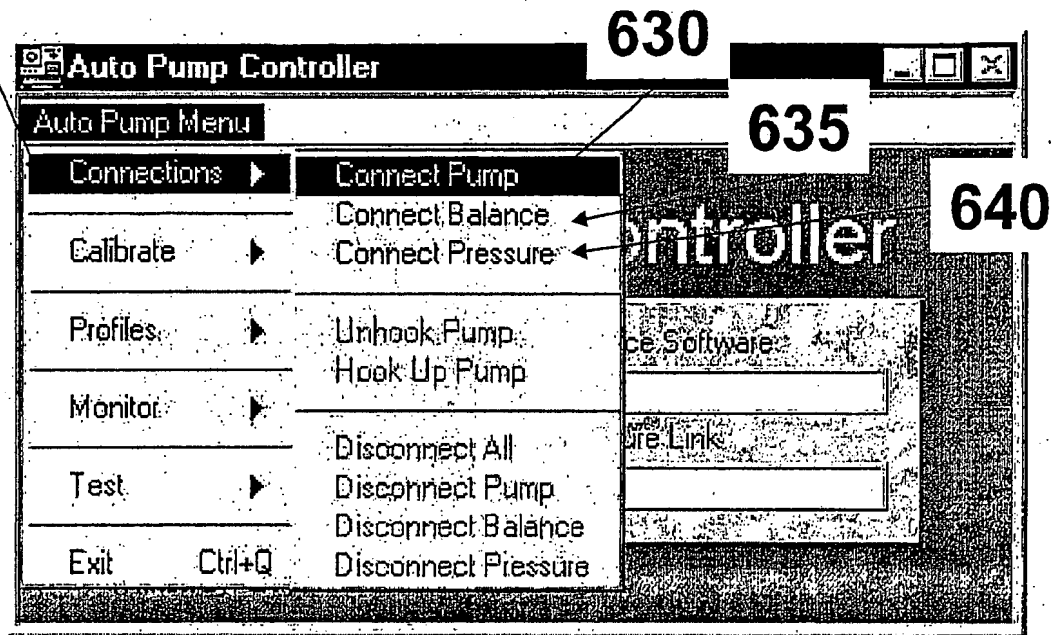 630
Auto Pump Controller
Auto Pump Menu
635
Connections
Connect Pump
Connect Balance
640
Connect Pressure
ontroller
Calibrate
Profiles
Unhook Pump
ce Software
Hook Up Pump
Monitor
ure Link
Disconnect All
Test
Disconnect Pump
Disconnect Balance
Exit Ctrl+Q
Disconnect Pressure